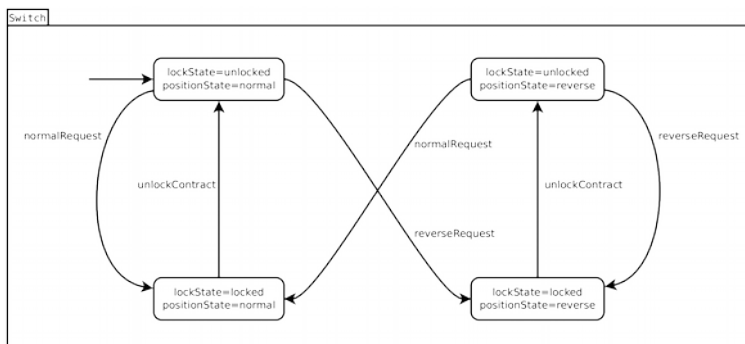 Switch
lockState=unlocked
positionState=normal
lockState=unlocked
positionState=reverse
normalRequest
normalRequest
reverseRequest
unlockContract
unlockContract
reverseRequest
lockState=locked
positionState=normal
lockState=locked
positionState=reverse